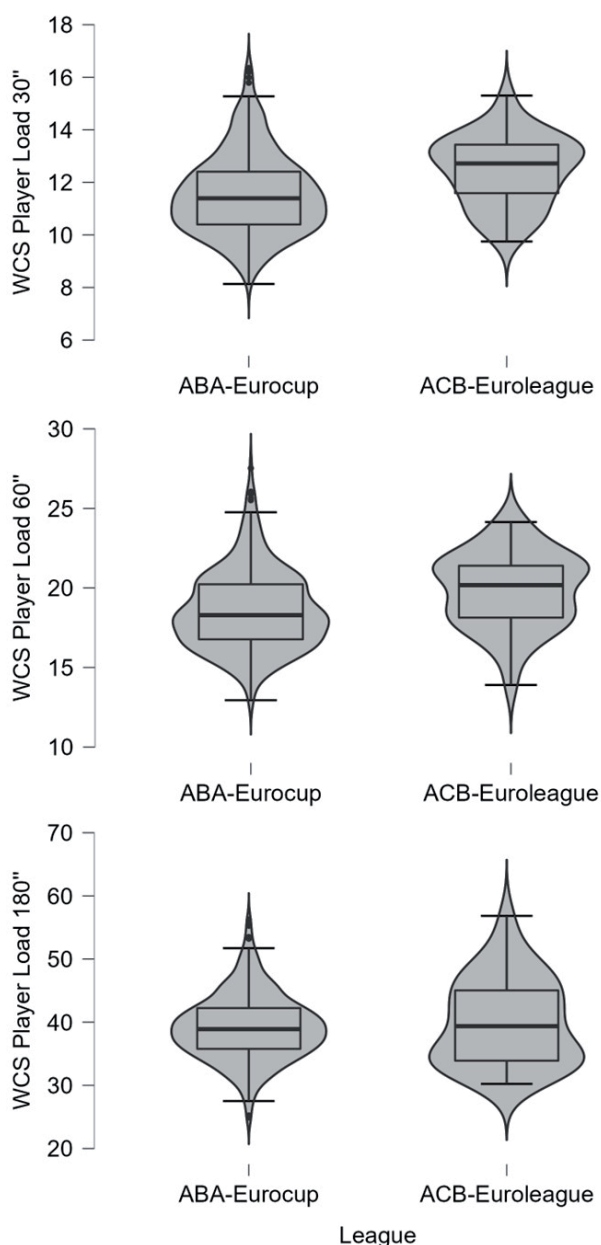 WCS Player Load 30"
18
16
14
12
10
8
6
ABA-Eurocup ACB-Euroleague
WCS Player Load 60"
30
25
20
15
10
ABA-Eurocup ACB-Euroleague
WCS Player Load 180"
70
60
50
40
30
20
ABA-Eurocup ACB-Euroleague
League